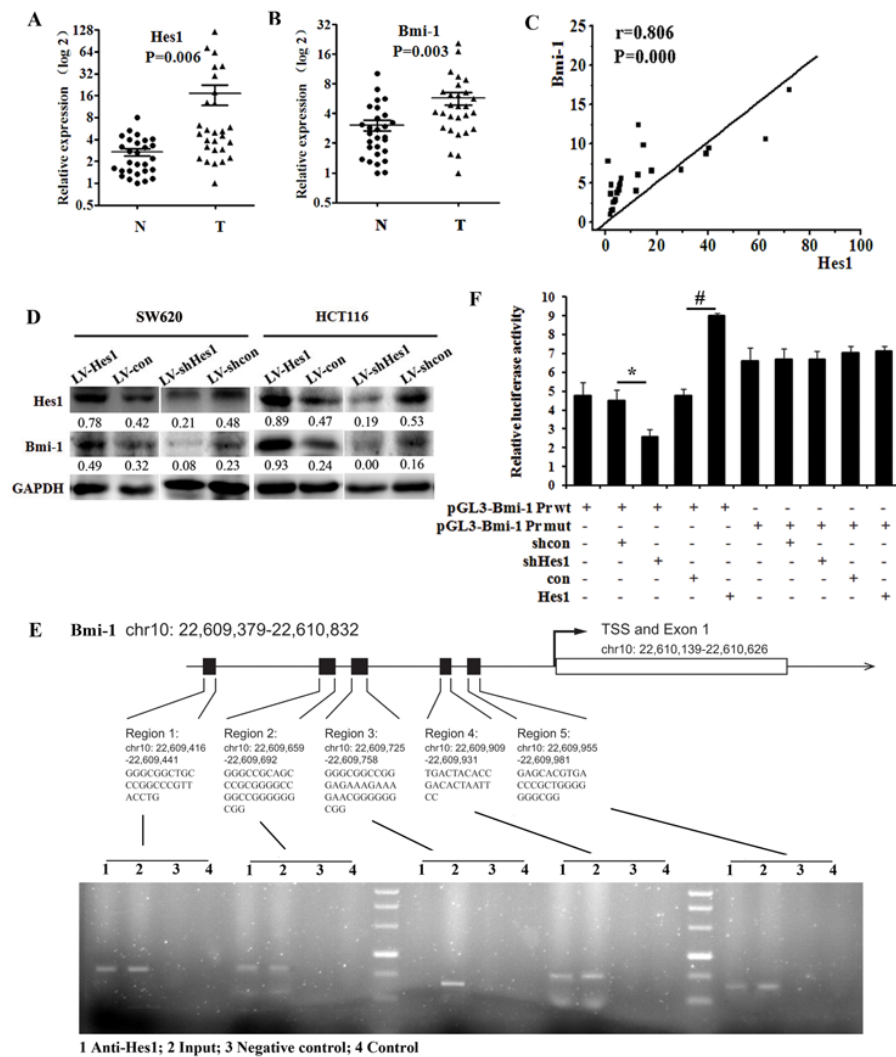 A
Hes1
P=0.006
Relative expression (log 2)
128
64
32
16
8
4
2
1
0.5
N
T
B
Bmi-1
P=0.003
Relative expression (log 2)
32
16
8
4
2
1
0.5
N
T
C
r=0.806
P=0.000
Bmi-1
25
20
15
10
5
0
0 20 40 60 80 100
Hes1
D
SW620 HCT116
LV-Hes1 LV-con LV-shHes1 LV-shcon LV-Hes1 LV-con LV-shHes1 LV-shcon
Hes1
0.78 0.42 0.21 0.48 0.89 0.47 0.19 0.53
Bmi-1
0.49 0.32 0.08 0.23 0.93 0.24 0.00 0.16
GAPDH
F
Relative luciferase activity
10
9
8
7
6
5
4
3
2
1
0
*
#
pGL3-Bmi-1 Prwt + + + + + - - - - -
pGL3-Bmi-1 Prmut - - - - - + + + + +
shcon - + - - - - + - - -
shHes1 - - + - - - - + - -
con - - - + - - - - + -
Hes1 - - - - + - - - - +
E
Bmi-1 chr10: 22,609,379-22,610,832
TSS and Exon 1
chr10: 22,610,139-22,610,626
Region 1:
chr10: 22,609,416
-22,609,441
GGGCGGCTGC
CCGGCCCGTT
ACCTG
Region 2:
chr10: 22,609,659
-22,609,692
GGGCCGCAGC
CCGCGGGGCC
GGCCGGGGGG
CGG
Region 3:
chr10: 22,609,725
-22,609,758
GGGCGGCCGG
GAGAAAGAAA
GAACGGGGGG
CGG
Region 4:
chr10: 22,609,909
-22,609,931
TGACTACACC
GACACTAATT
CC
Region 5:
chr10: 22,609,955
-22,609,981
GAGCACGTGA
CCCGCTGGGG
GGGCGG
1 2 3 4 1 2 3 4 1 2 3 4 1 2 3 4 1 2 3 4
1 Anti-Hes1; 2 Input; 3 Negative control; 4 Control